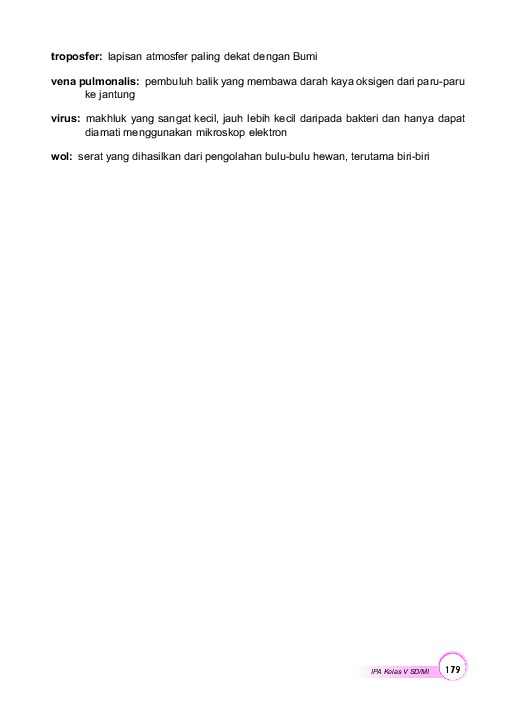 troposfer: lapisan atmosfer paling dekat dengan Bumi
vena pulmonalis: pembuluh balik yang membawa darah kaya oksigen dari paru-paru
ke jantung
virus: makhluk yang sangat kecil, jauh lebih kecil daripada bakteri dan hanya dapat
diamati menggunakan mikroskop elektron
wol: serat yang dihasilkan dari pengolahan bulu-bulu hewan, terutama biri-biri
IPA Kelas V SD/MI 179